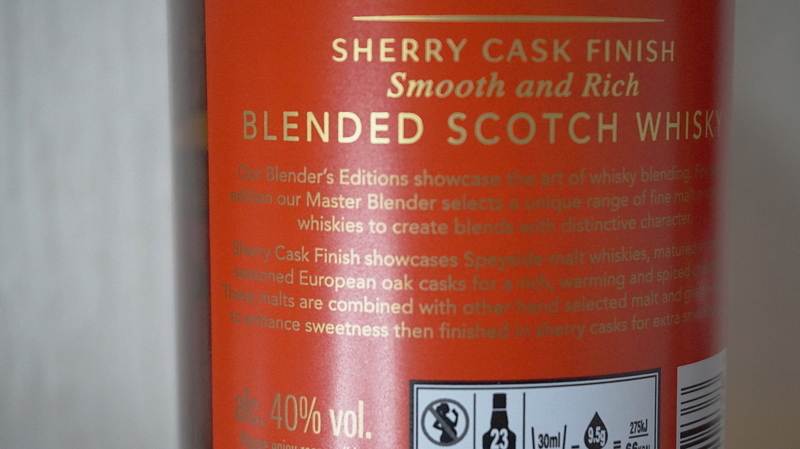 SHERRY CASK FINISH
Smooth and Rich
BLENDED SCOTCH WHISKY
Our Blender's Editions showcase the art of whisky blending. For
edition our Master Blender selects a unique range of fine malt
whiskies to create blends with distinctive character.
Sherry Cask Finish showcases Speyside malt whiskies, matured
seasoned European oak casks for a rich, warming and spiced
These malts are combined with other hand selected malt and
to enhance sweetness then finished in sherry casks for extra
alc. 40% vol.
23
30ml
=
9.5g
=
275kJ